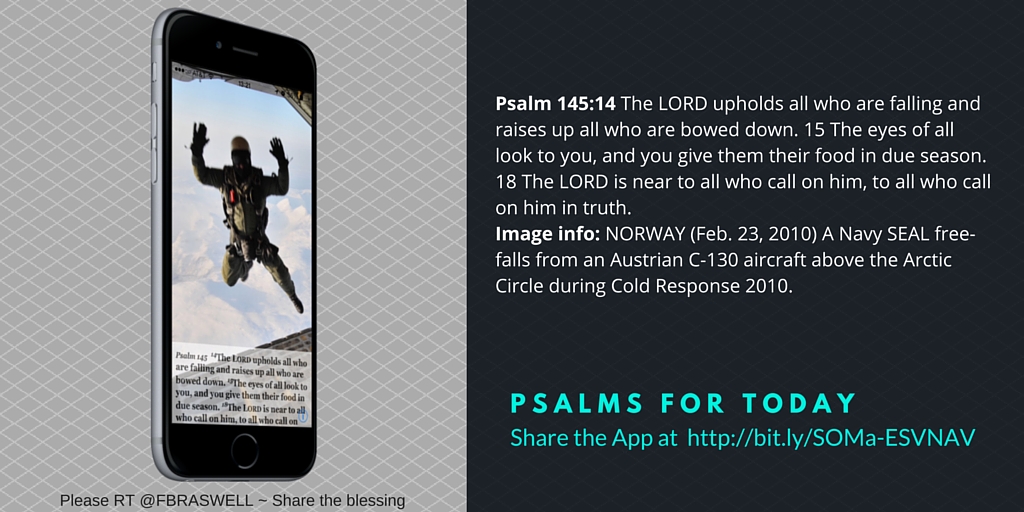 13:21
Psalm 145 14The LORD upholds all who
are falling and raises up all who are
bowed down. 15The eyes of all look to
you, and you give them their food in
due season. 18The LORD is near to all
who call on him, to all who call on
Please RT @FBRASWELL ~ Share the blessing
Psalm 145:14 The LORD upholds all who are falling and
raises up all who are bowed down. 15 The eyes of all
look to you, and you give them their food in due season.
18 The LORD is near to all who call on him, to all who call
on him in truth.
Image info: NORWAY (Feb. 23, 2010) A Navy SEAL free-
falls from an Austrian C-130 aircraft above the Arctic
Circle during Cold Response 2010.
PSALMS FOR TODAY
Share the App at http://bit.ly/SOMa-ESVNAV